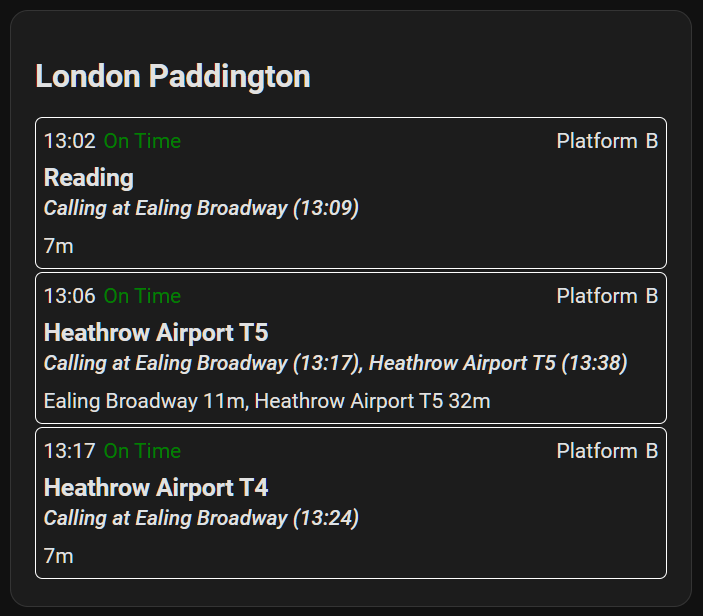 London Paddington
13:02 On Time Platform B
Reading
Calling at Ealing Broadway (13:09)
7m
13:06 On Time Platform B
Heathrow Airport T5
Calling at Ealing Broadway (13:17), Heathrow Airport T5 (13:38)
Ealing Broadway 11m, Heathrow Airport T5 32m
13:17 On Time Platform B
Heathrow Airport T4
Calling at Ealing Broadway (13:24)
7m